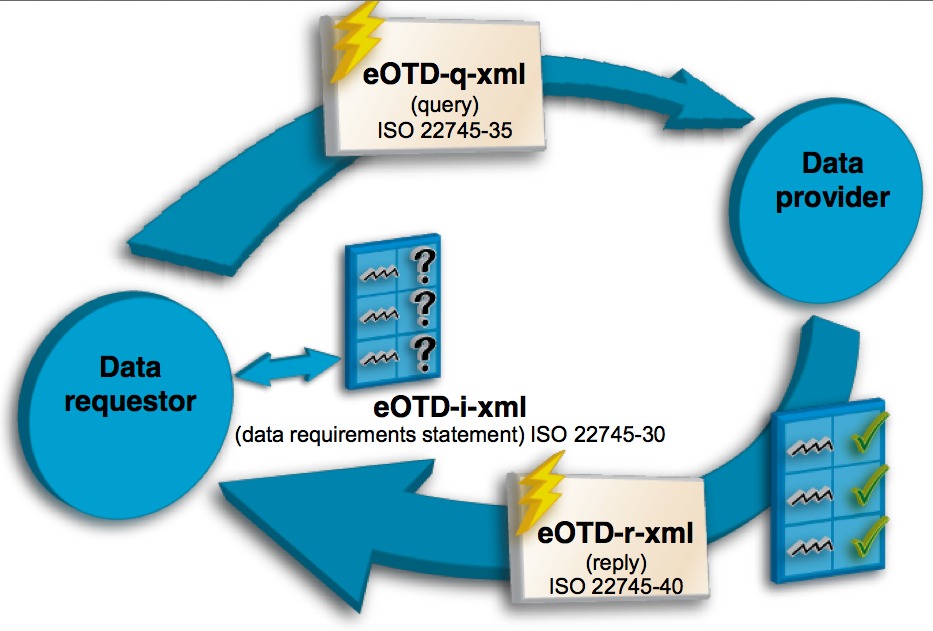 eOTD-q-xml
(query)
ISO 22745-35
Data
provider
? 
?
?
Data
requestor
eOTD-i-xml
(data requirements statement) ISO 22745-30
eOTD-r-xml
(reply)
ISO 22745-40